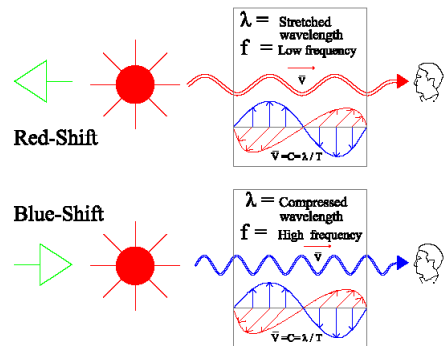 λ = Stretched
wavelength
f = Low frequency
V̄
V̄ =C= λ / T
Red-Shift
Blue-Shift
λ = Compressed
wavelength
f = High frequency
V̄
V̄ =C= λ / T